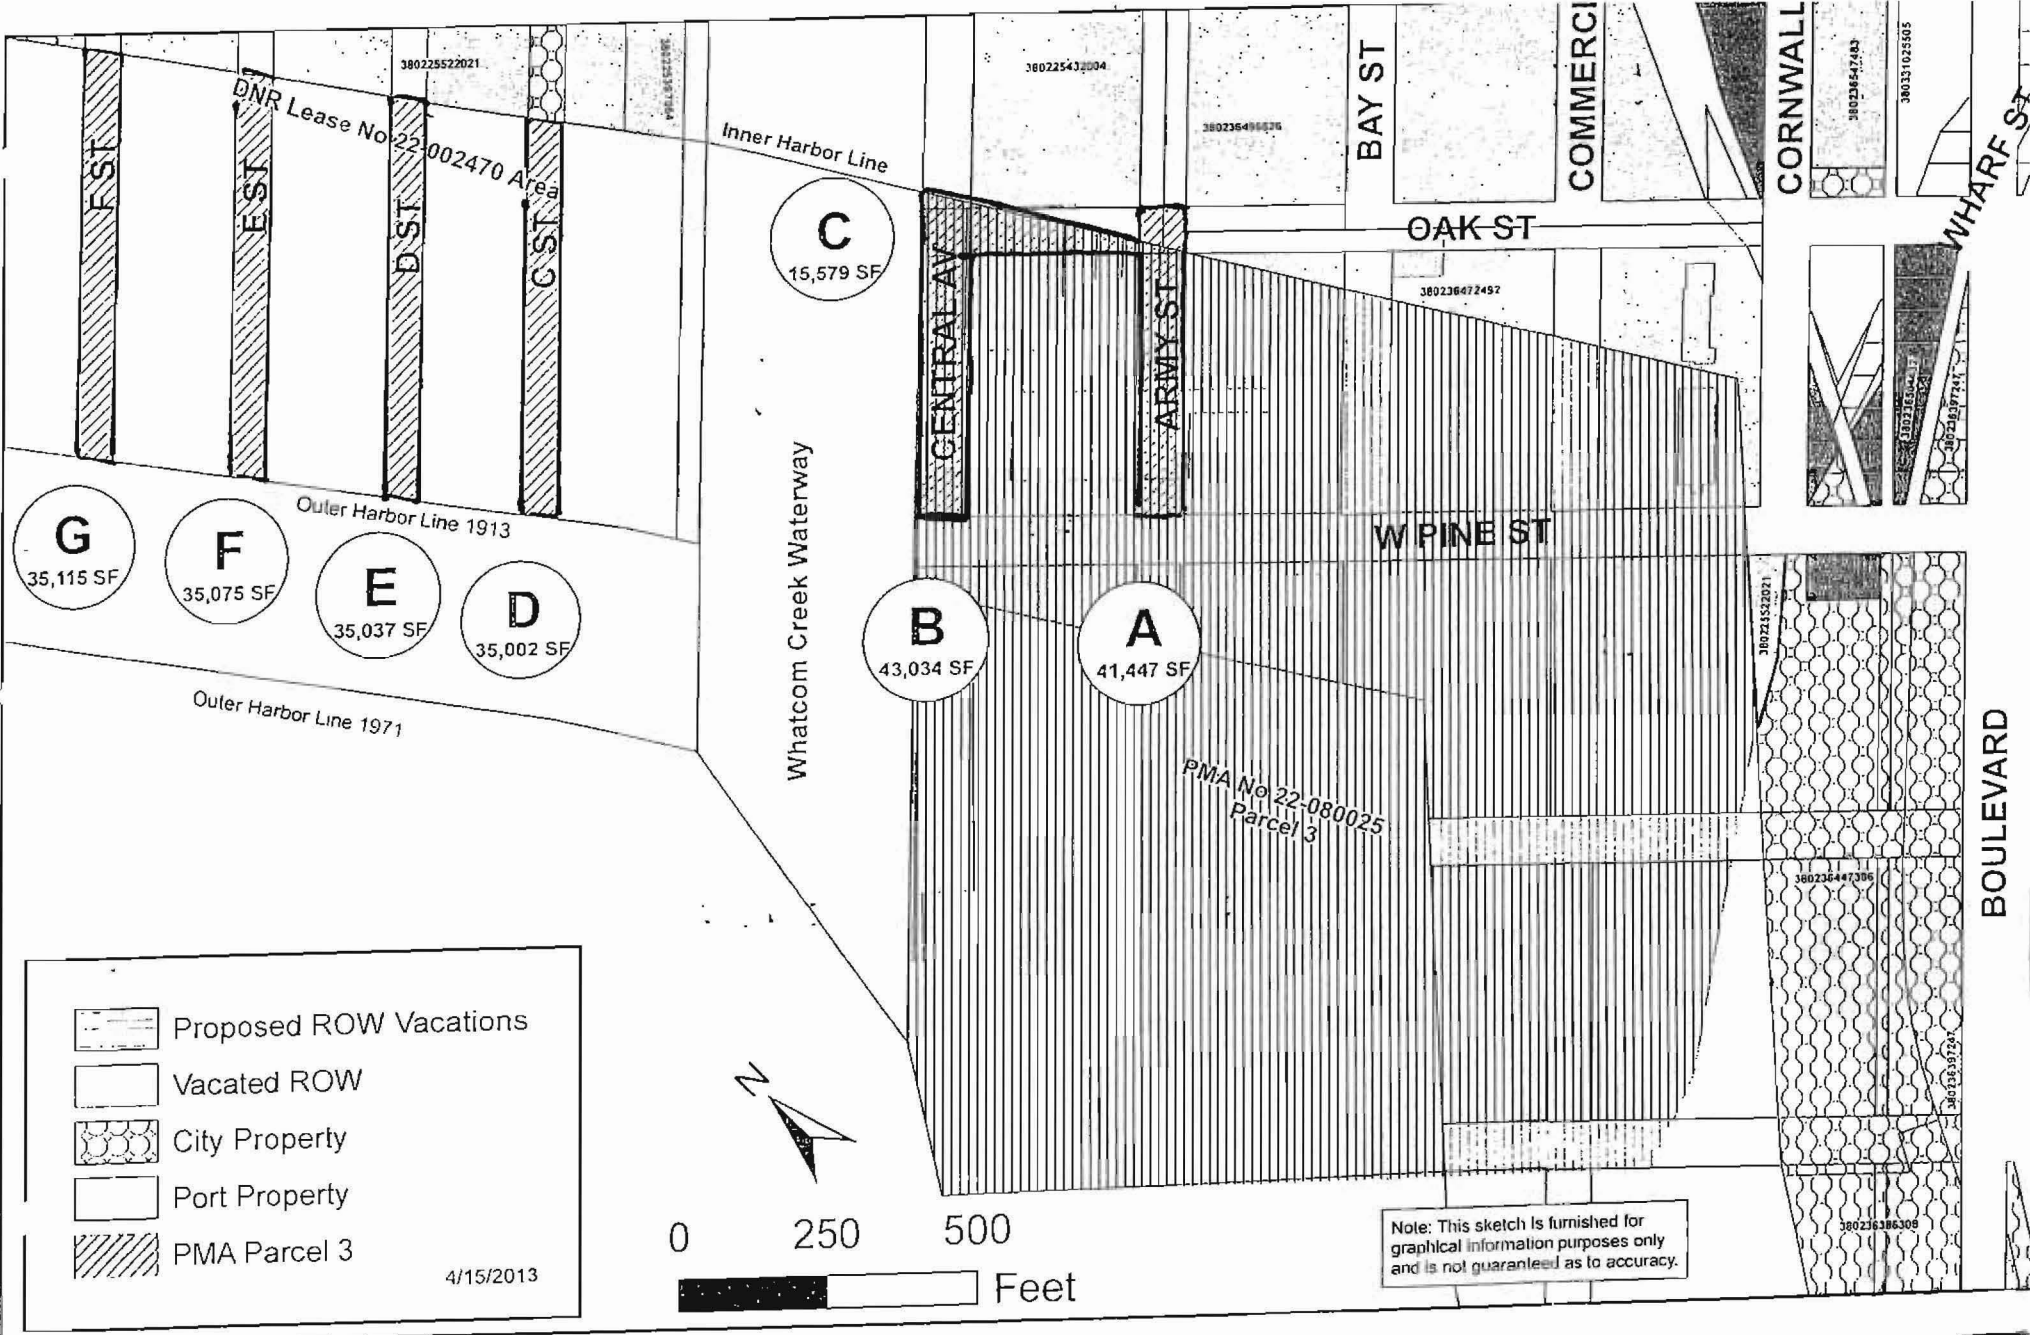 380225522021
380225432004
BAY ST
COMMERCI
CORNWALL
380236547483
380331025505
WHARF ST
DNR Lease No 22-002470 Area
Inner Harbor Line
F ST
E ST
D ST
C ST
C
15,579 SF
OAK ST
380236472492
CENTRAL AV
ARMY ST
380236397247
Whatcom Creek Waterway
Outer Harbor Line 1913
G
35,115 SF
F
35,075 SF
E
35,037 SF
D
35,002 SF
W PINE ST
B
43,034 SF
A
41,447 SF
380225522021
Outer Harbor Line 1971
PMA No 22-080025
Parcel 3
BOULEVARD
380236447306
380236397247
380236386309
Proposed ROW Vacations
Vacated ROW
City Property
Port Property
PMA Parcel 3
4/15/2013
N
0 250 500
Feet
Note: This sketch is furnished for
graphical information purposes only
and is not guaranteed as to accuracy.